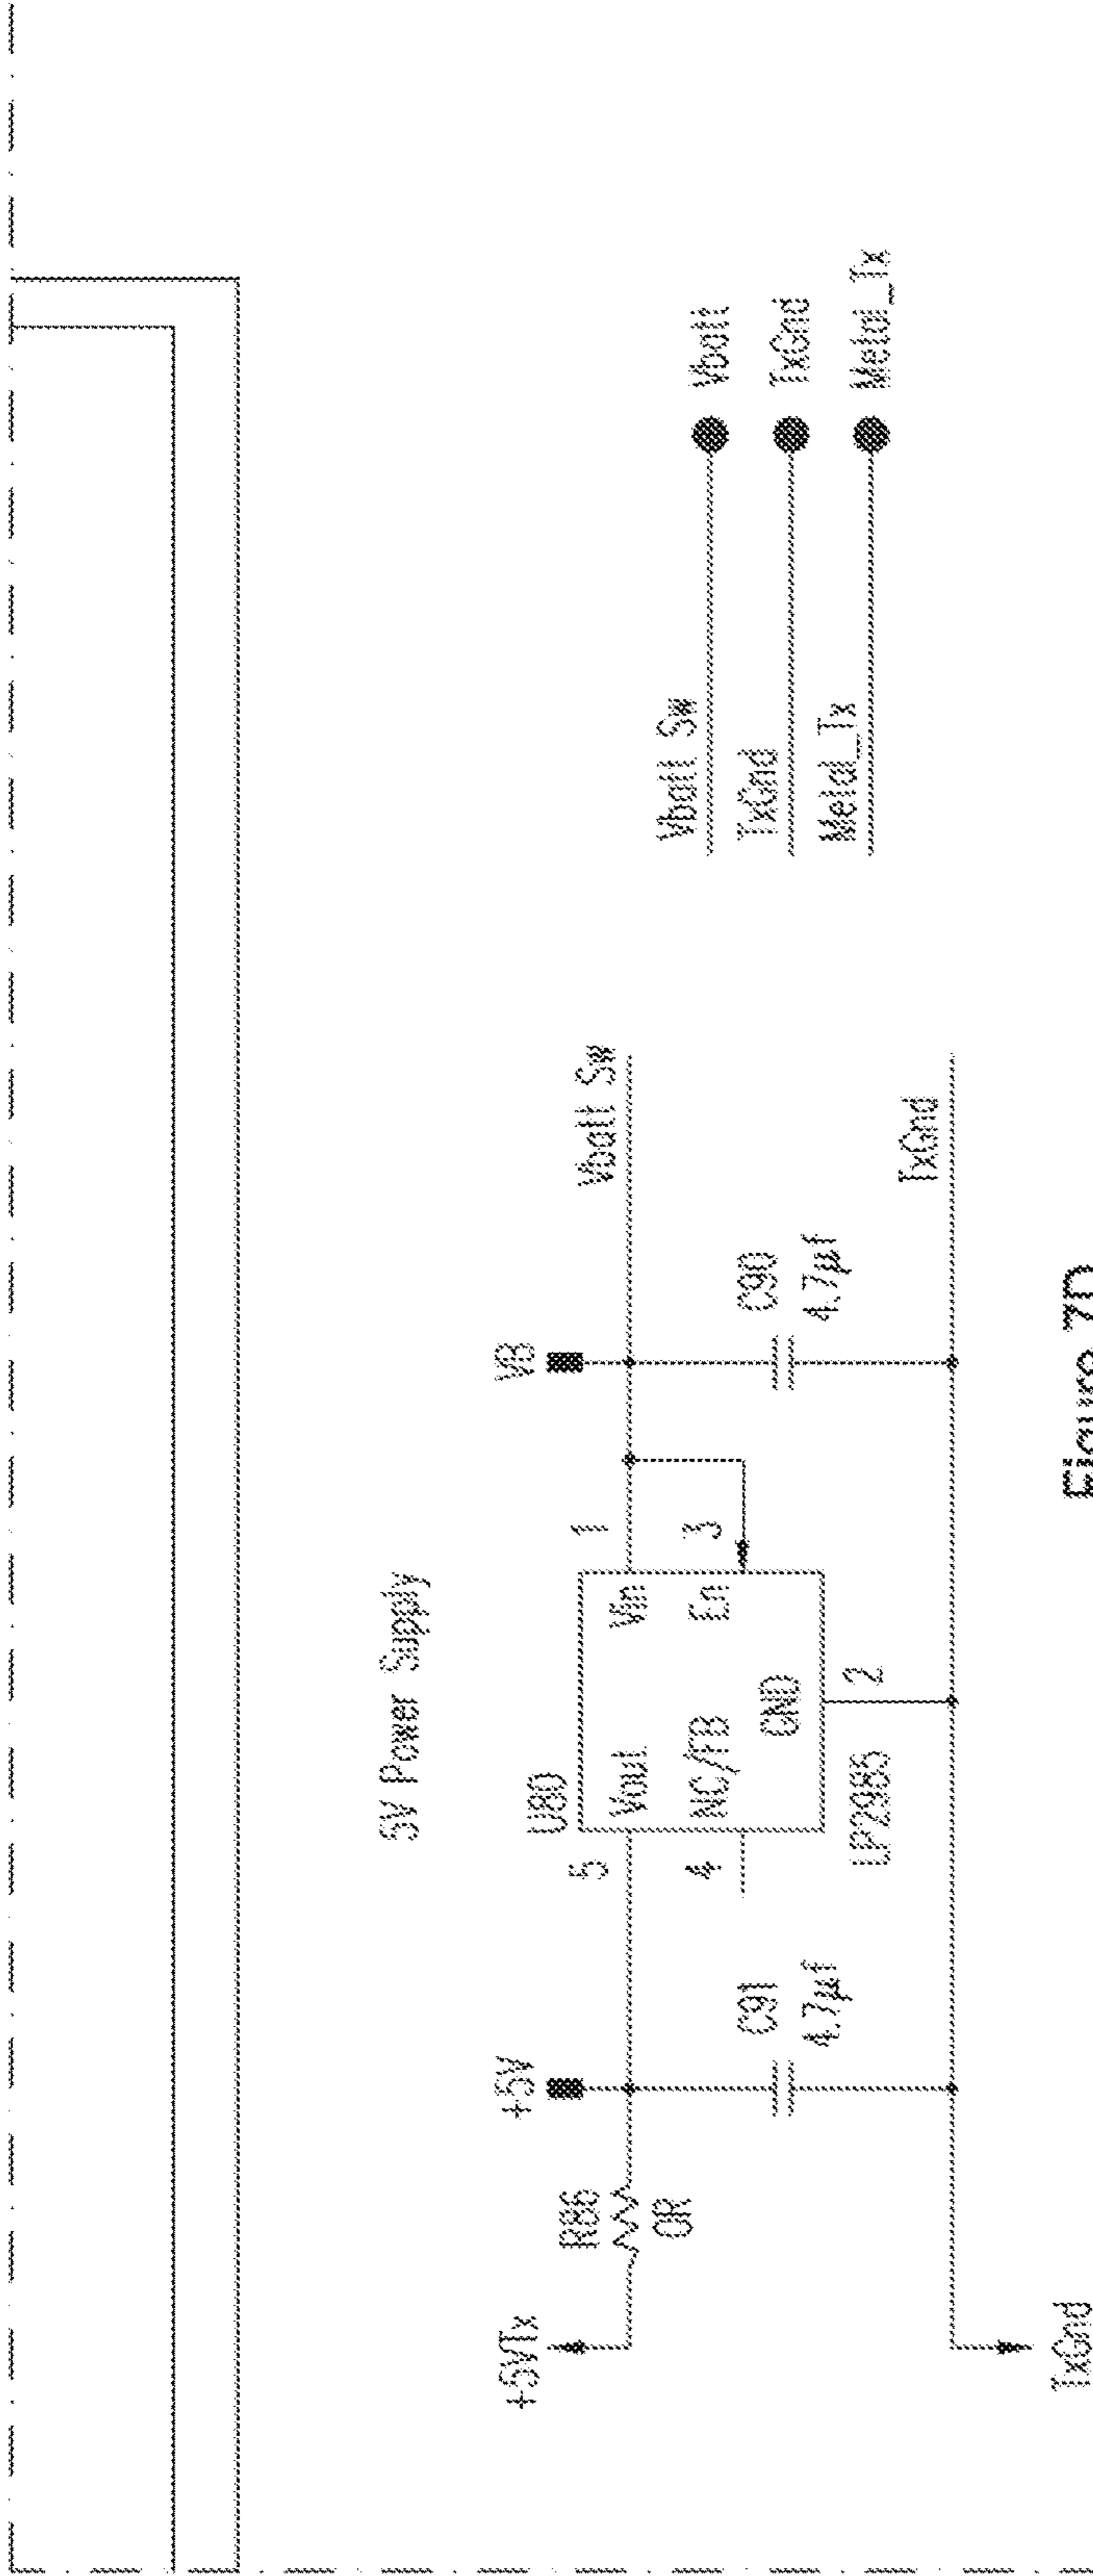 5V Power Supply
+5VTx
R86
0R
+5V
C91
4.7µf
U80
5
Vout
4
NC/FB
GND
2
LP2985
Vin
1
En
3
VB
C90
4.7µf
Vbatt Sw
TxGnd
TxGnd
Vbatt Sw
Vbatt
TxGnd
TxGnd
Metal_Tx
Metal_Tx
Figure 7D